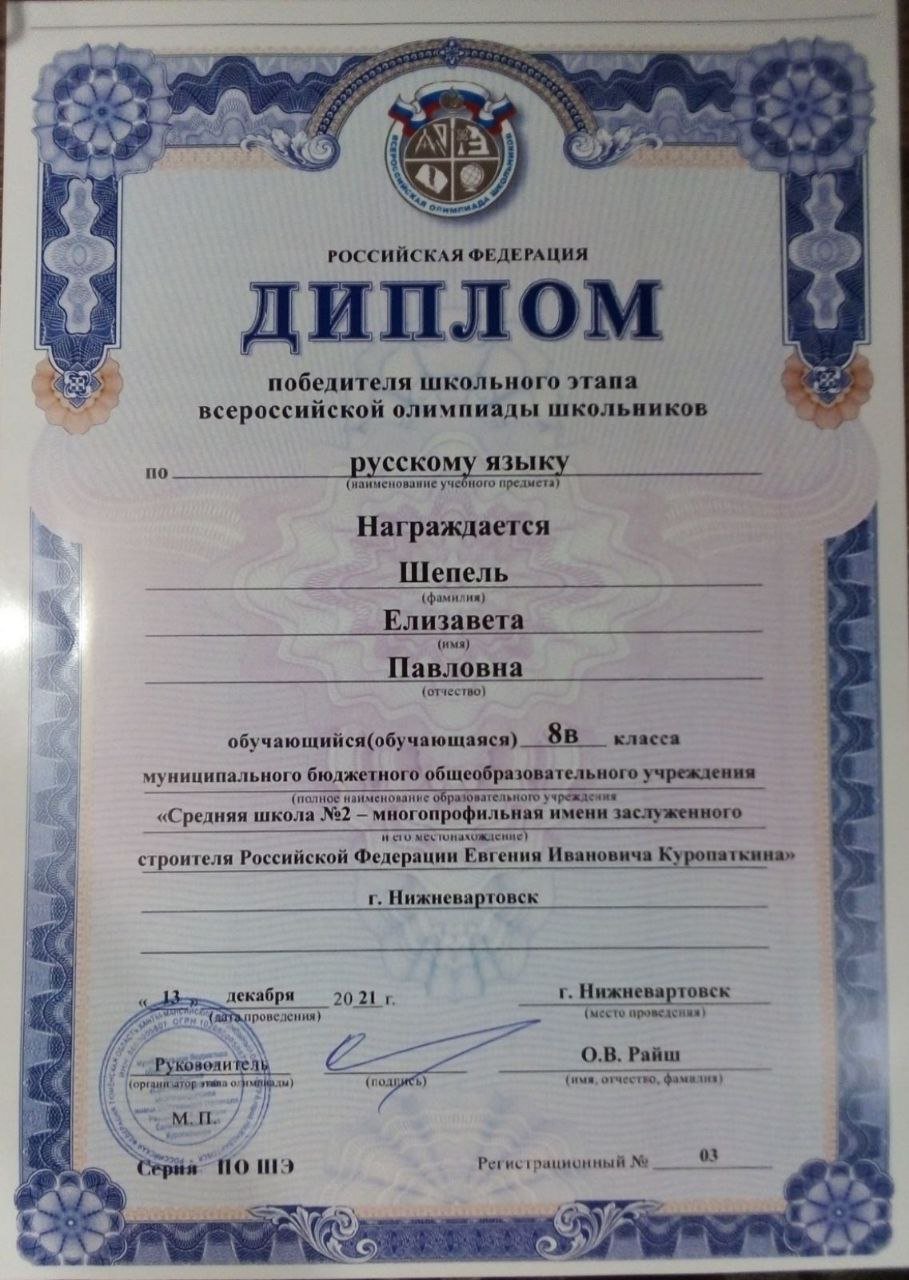 ВСЕРОССИЙСКАЯ ОЛИМПИАДА ШКОЛЬНИКОВ
РОССИЙСКАЯ ФЕДЕРАЦИЯ
ДИПЛОМ
победителя школьного этапа
всероссийской олимпиады школьников
по русскому языку
(наименование учебного предмета)
Награждается
Шепель
(фамилия)
Елизавета
(имя)
Павловна
(отчество)
обучающийся(обучающаяся) 8в класса
муниципального бюджетного общеобразовательного учреждения
(полное наименование образовательного учреждения
«Средняя школа №2 – многопрофильная имени заслуженного
и его местонахождение)
строителя Российской Федерации Евгения Ивановича Куропаткина»
г. Нижневартовск
« 13 » декабря 20 21 г. г. Нижневартовск
(дата проведения) (место проведения)
Руководитель О.В. Райш
(организатор этапа олимпиады) (подпись) (имя, отчество, фамилия)
М. П.
Серия ПО ШЭ Регистрационный № 03